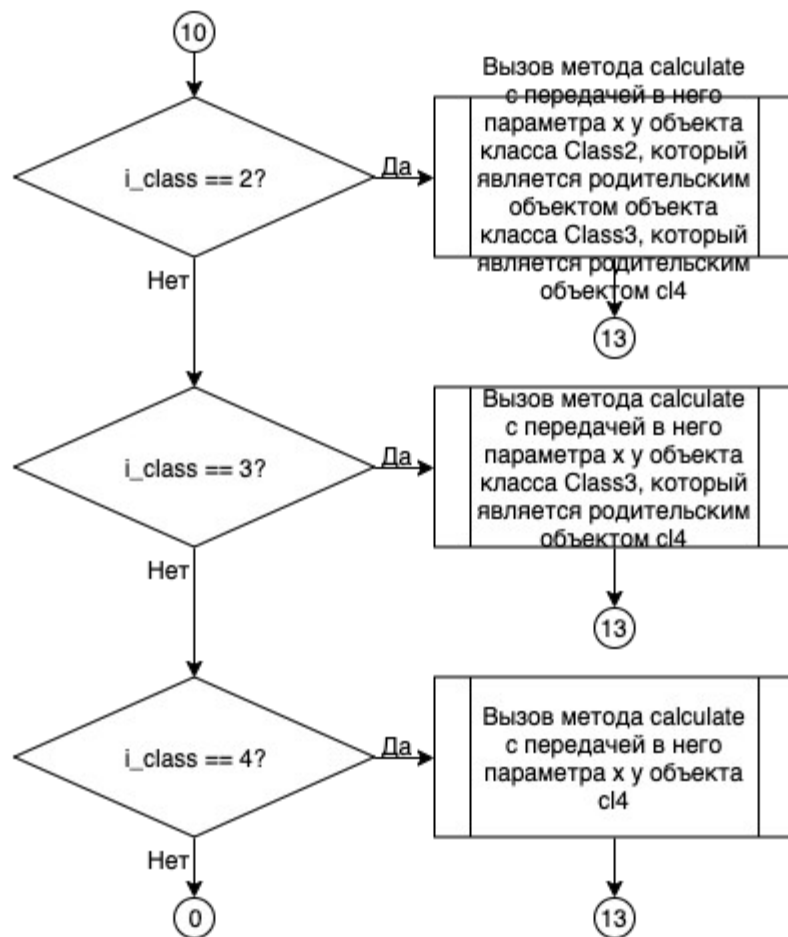 10
i_class == 2?
Да
Вызов метода calculate
с передачей в него
параметра x у объекта
класса Class2, который
является родительским
объектом объекта
класса Class3, который
является родительским
объектом cl4
Нет
13
i_class == 3?
Да
Вызов метода calculate
с передачей в него
параметра x у объекта
класса Class3, который
является родительским
объектом cl4
Нет
13
i_class == 4?
Да
Вызов метода calculate
с передачей в него
параметра x у объекта
cl4
Нет
0
13